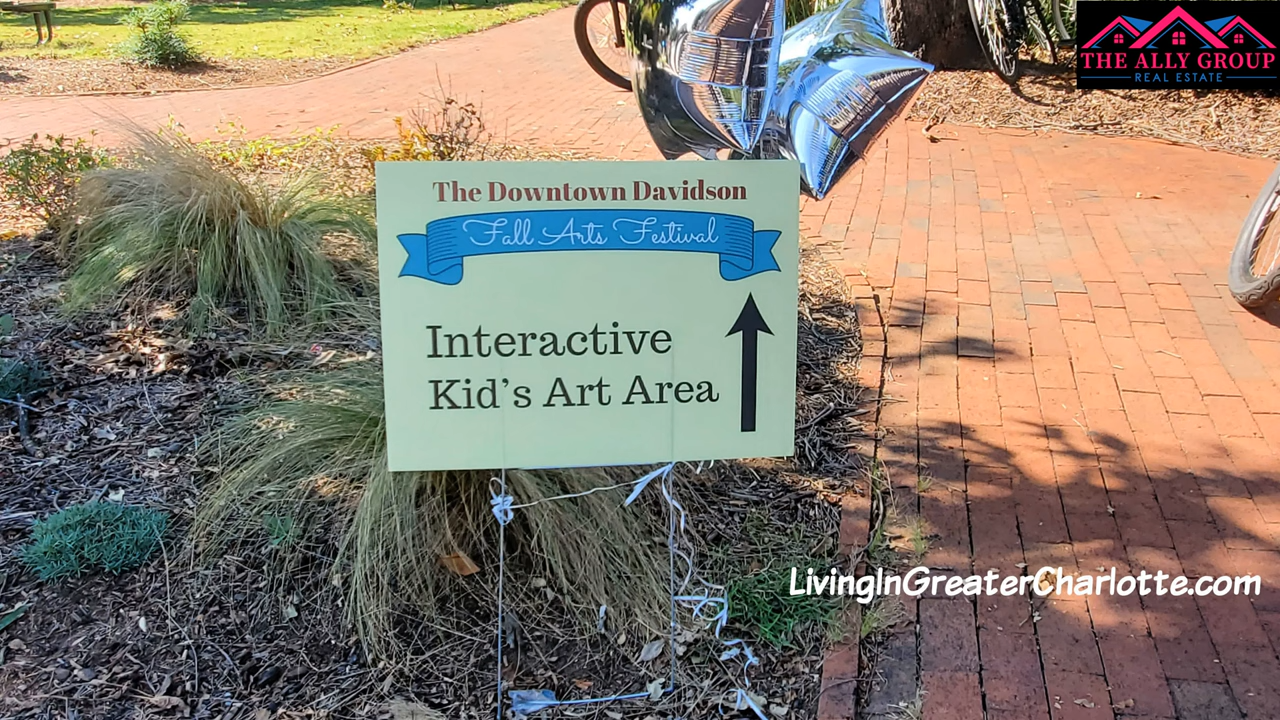 THE ALLY GROUP
REAL ESTATE
The Downtown Davidson
Fall Arts Festival
Interactive
Kid's Art Area
LivingInGreaterCharlotte.com